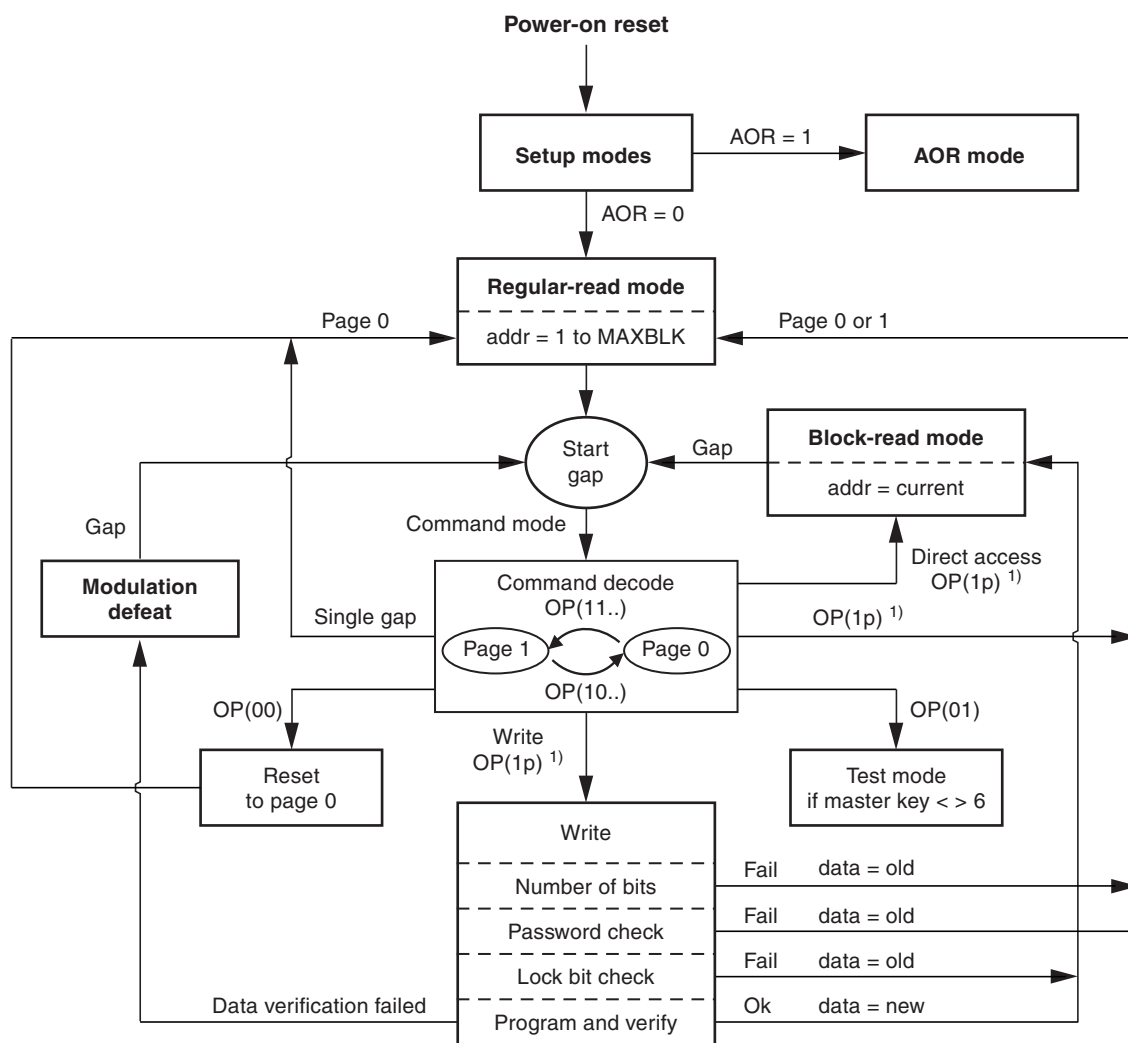 Power-on reset
Setup modes
AOR = 1
AOR mode
AOR = 0
Regular-read mode
Page 0
addr = 1 to MAXBLK
Page 0 or 1
Start
gap
Gap
Block-read mode
addr = current
Command mode
Gap
Modulation
defeat
Command decode
OP(11..)
Page 1
Page 0
OP(10..)
Direct access
OP(1p) 1)
Single gap
OP(1p) 1)
OP(00)
OP(01)
Reset
to page 0
Write
OP(1p) 1)
Test mode
if master key < > 6
Write
Number of bits
Fail data = old
Password check
Fail data = old
Lock bit check
Fail data = old
Data verification failed
Program and verify
Ok data = new